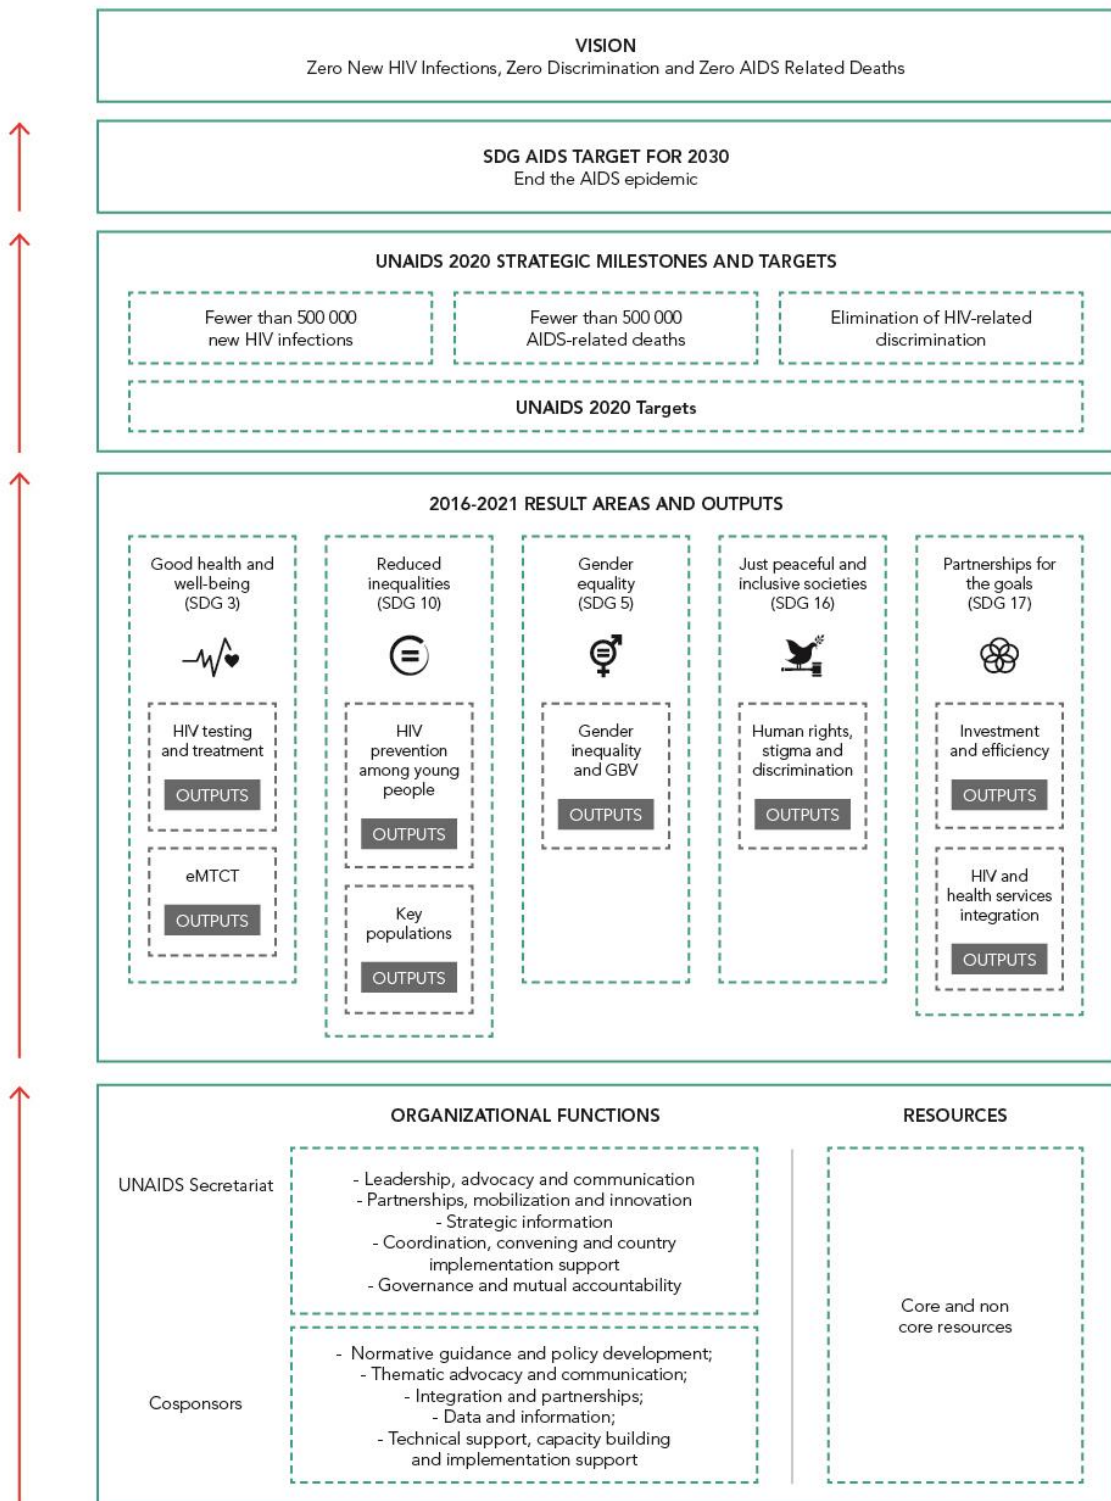 VISION
Zero New HIV Infections, Zero Discrimination and Zero AIDS Related Deaths
SDG AIDS TARGET FOR 2030
End the AIDS epidemic
UNAIDS 2020 STRATEGIC MILESTONES AND TARGETS
Fewer than 500 000
new HIV infections
Fewer than 500 000
AIDS-related deaths
Elimination of HIV-related
discrimination
UNAIDS 2020 Targets
2016-2021 RESULT AREAS AND OUTPUTS
Good health and
well-being
(SDG 3)
HIV testing
and treatment
OUTPUTS
eMTCT
OUTPUTS
Reduced
inequalities
(SDG 10)
HIV
prevention
among young
people
OUTPUTS
Key
populations
OUTPUTS
Gender
equality
(SDG 5)
Gender
inequality
and GBV
OUTPUTS
Just peaceful and
inclusive societies
(SDG 16)
Human rights,
stigma and
discrimination
OUTPUTS
Partnerships for
the goals
(SDG 17)
Investment
and efficiency
OUTPUTS
HIV and
health services
integration
OUTPUTS
ORGANIZATIONAL FUNCTIONS
UNAIDS Secretariat
- Leadership, advocacy and communication
- Partnerships, mobilization and innovation
- Strategic information
- Coordination, convening and country
implementation support
- Governance and mutual accountability
Cosponsors
- Normative guidance and policy development;
- Thematic advocacy and communication;
- Integration and partnerships;
- Data and information;
- Technical support, capacity building
and implementation support
RESOURCES
Core and non
core resources